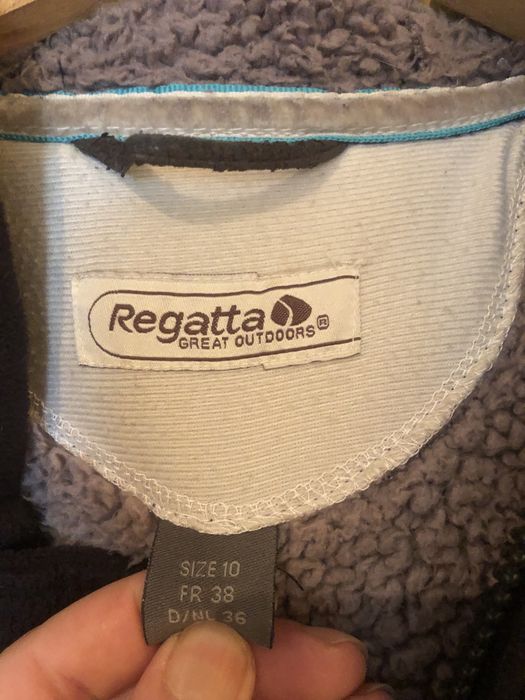 Regatta
GREAT OUTDOORS®
SIZE 10
FR 38
D/NL 36